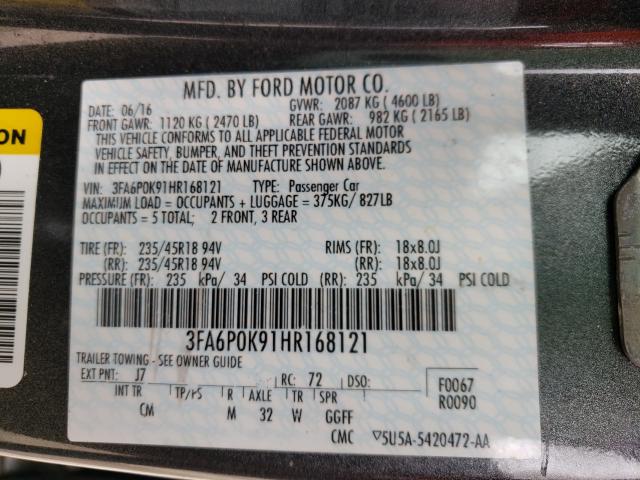 MFD. BY FORD MOTOR CO.
DATE: 06/16 GVWR: 2087 KG ( 4600 LB)
FRONT GAWR: 1120 KG ( 2470 LB) REAR GAWR: 982 KG ( 2165 LB)
THIS VEHICLE CONFORMS TO ALL APPLICABLE FEDERAL MOTOR
VEHICLE SAFETY, BUMPER, AND THEFT PREVENTION STANDARDS
IN EFFECT ON THE DATE OF MANUFACTURE SHOWN ABOVE.
VIN: 3FA6P0K91HR168121 TYPE: Passenger Car
MAXIMUM LOAD = OCCUPANTS + LUGGAGE = 375KG/ 827LB
OCCUPANTS = 5 TOTAL; 2 FRONT, 3 REAR
TIRE (FR): 235/45R18 94V RIMS (FR): 18x8.0J
(RR): 235/45R18 94V (RR): 18x8.0J
PRESSURE (FR): 235 kPa/ 34 PSI COLD (RR): 235 kPa/ 34 PSI COLD
3FA6P0K91HR168121
TRAILER TOWING - SEE OWNER GUIDE
EXT PNT: J7 RC: 72 DSO: F0067
INT TR TP/PS R AXLE TR SPR R0090
CM M 32 W GGFF
CMC ▽5U5A-5420472-AA
ON